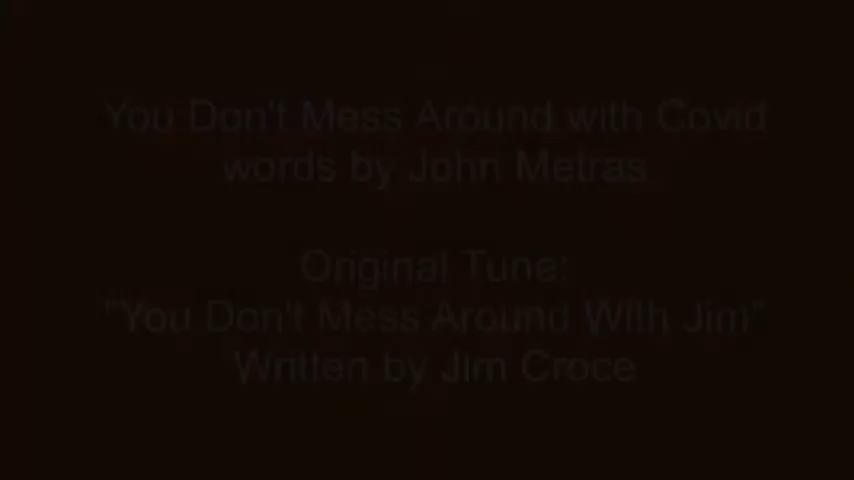 You Don't Mess Around with Covid
words by John Metras
Original Tune:
"You Don't Mess Around With Jim"
Written by Jim Croce